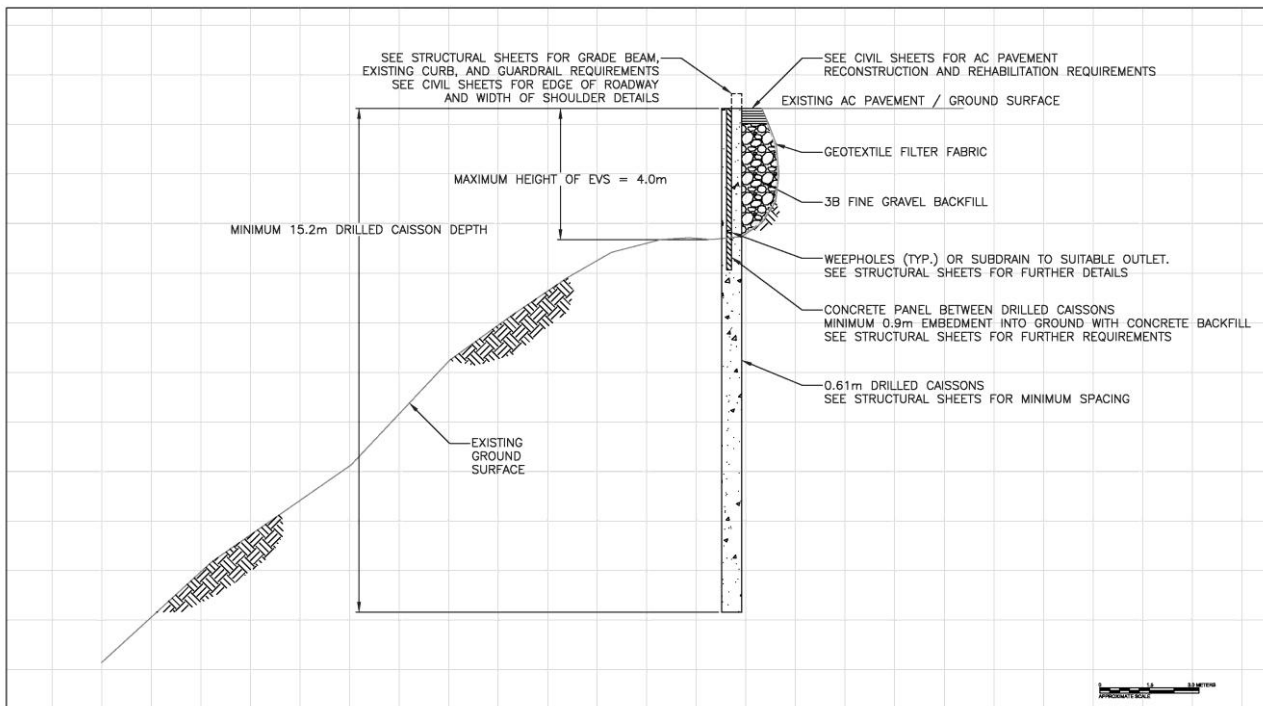 SEE STRUCTURAL SHEETS FOR GRADE BEAM,
EXISTING CURB, AND GUARDRAIL REQUIREMENTS
SEE CIVIL SHEETS FOR EDGE OF ROADWAY
AND WIDTH OF SHOULDER DETAILS
SEE CIVIL SHEETS FOR AC PAVEMENT
RECONSTRUCTION AND REHABILITATION REQUIREMENTS
EXISTING AC PAVEMENT / GROUND SURFACE
GEOTEXTILE FILTER FABRIC
MAXIMUM HEIGHT OF EVS = 4.0m
3B FINE GRAVEL BACKFILL
MINIMUM 15.2m DRILLED CAISSON DEPTH
WEEPHOLES (TYP.) OR SUBDRAIN TO SUITABLE OUTLET.
SEE STRUCTURAL SHEETS FOR FURTHER DETAILS
CONCRETE PANEL BETWEEN DRILLED CAISSONS
MINIMUM 0.9m EMBEDMENT INTO GROUND WITH CONCRETE BACKFILL
SEE STRUCTURAL SHEETS FOR FURTHER REQUIREMENTS
0.61m DRILLED CAISSONS
SEE STRUCTURAL SHEETS FOR MINIMUM SPACING
EXISTING
GROUND
SURFACE
0 METERS
APPROXIMATE SCALE